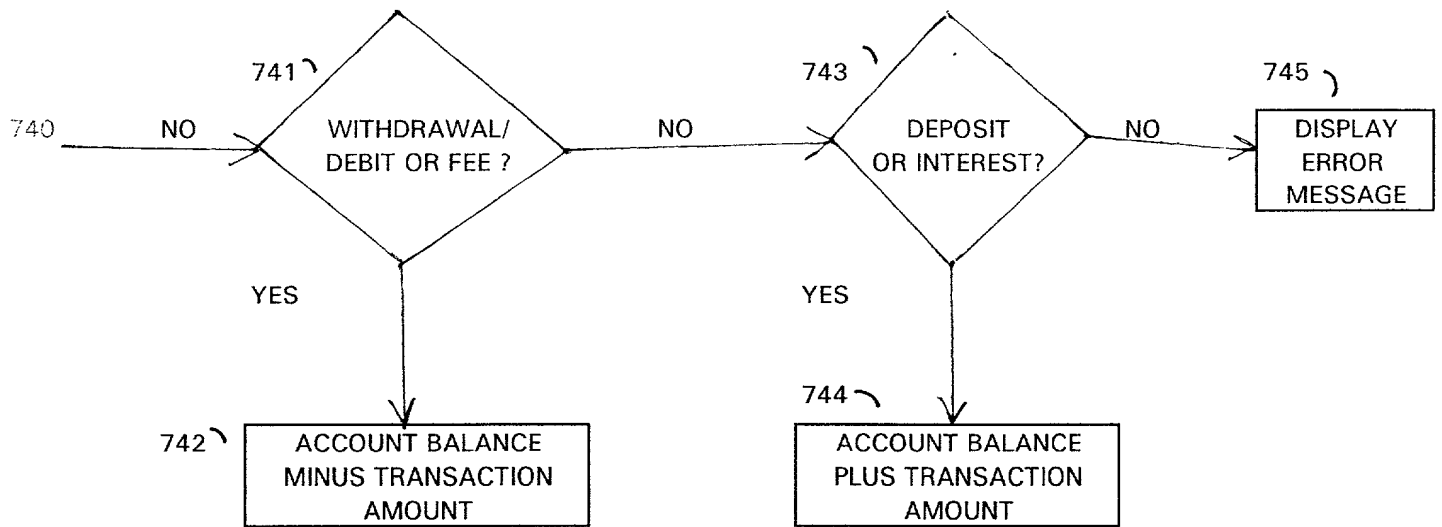 741
743
745
740
NO
WITHDRAWAL/
DEBIT OR FEE ?
NO
DEPOSIT
OR INTEREST?
NO
DISPLAY
ERROR
MESSAGE
YES
YES
742
ACCOUNT BALANCE
MINUS TRANSACTION
AMOUNT
744
ACCOUNT BALANCE
PLUS TRANSACTION
AMOUNT